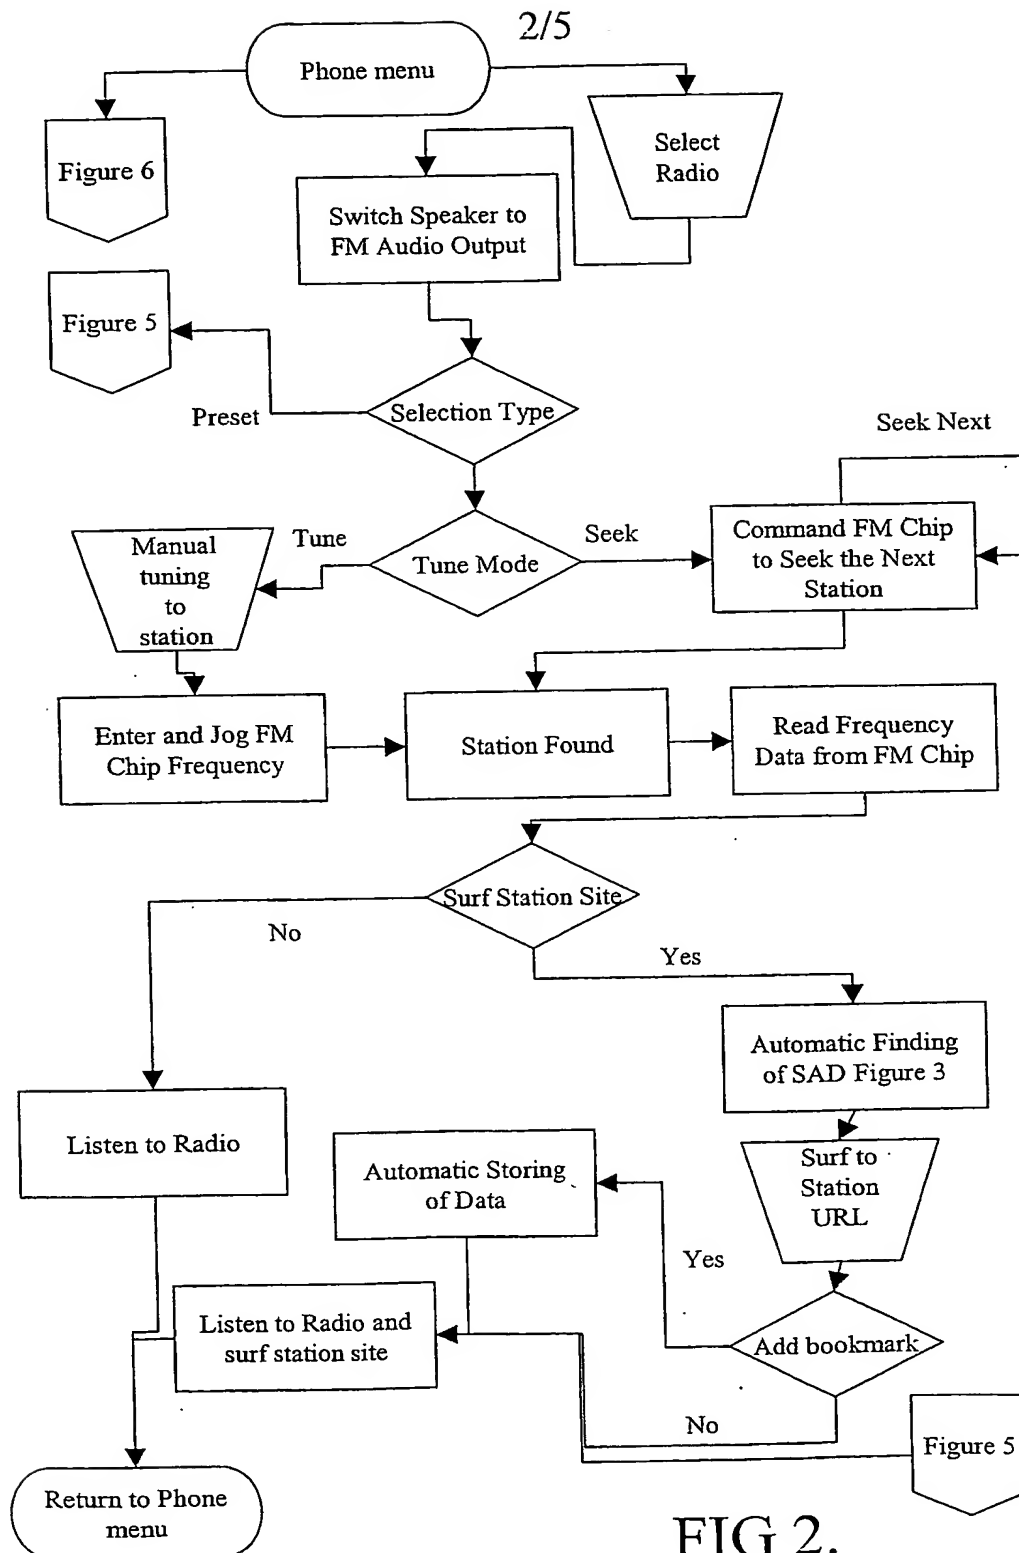 2/5
Phone menu
Figure 6
Select
Radio
Switch Speaker to
FM Audio Output
Figure 5
Preset
Selection Type
Seek Next
Manual
tuning
to
station
Tune
Tune Mode
Seek
Command FM Chip
to Seek the Next
Station
Enter and Jog FM
Chip Frequency
Station Found
Read Frequency
Data from FM Chip
Surf Station Site
No
Yes
Automatic Finding
of SAD Figure 3
Listen to Radio
Automatic Storing
of Data
Surf to
Station
URL
Yes
Listen to Radio and
surf station site
Add bookmark
No
Figure 5
Return to Phone
menu
FIG 2.